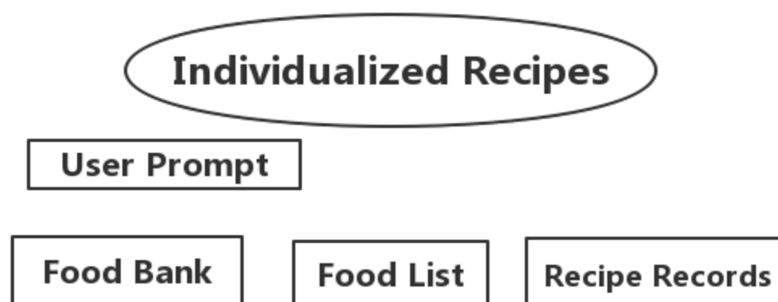 Individualized Recipes
User Prompt
Food Bank
Food List
Recipe Records